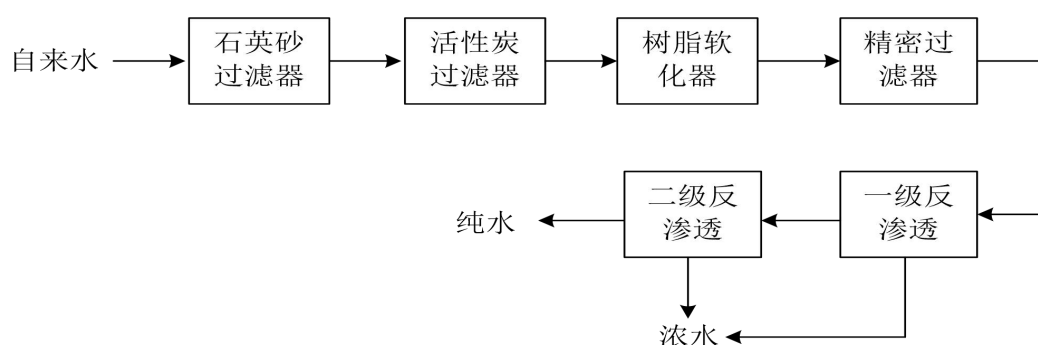 自来水
石英砂
过滤器
活性炭
过滤器
树脂软
化器
精密过
滤器
一级反
渗透
二级反
渗透
纯水
浓水